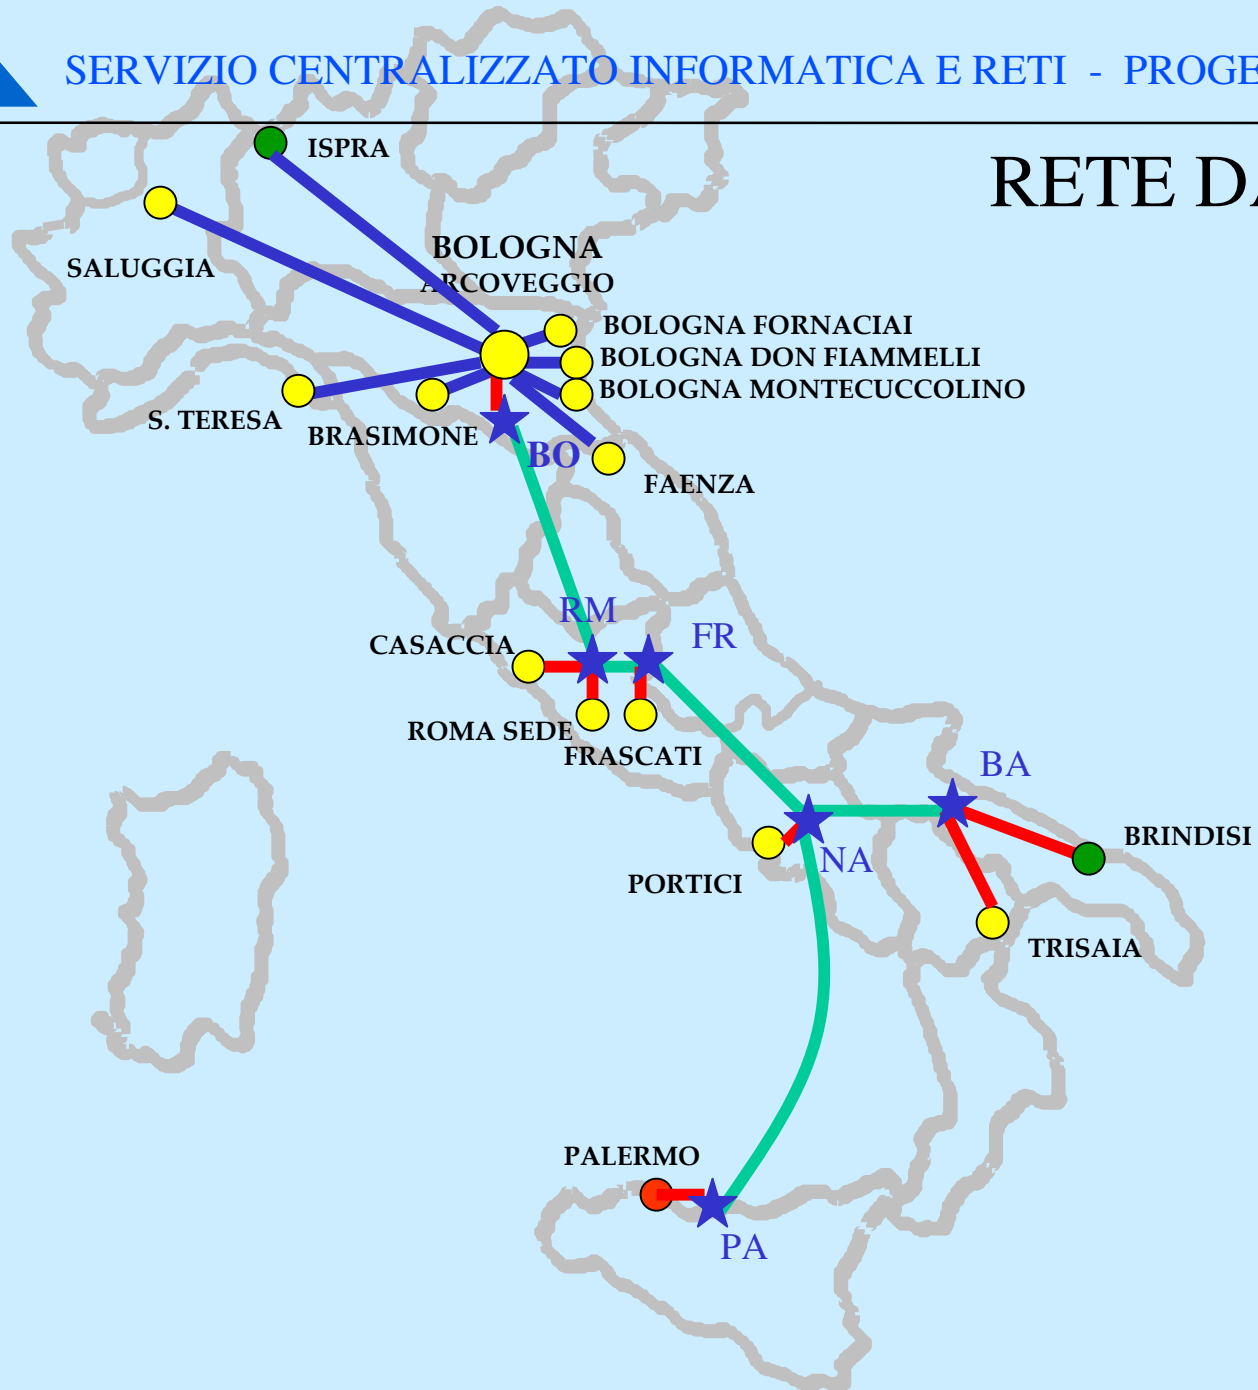 SERVIZIO CENTRALIZZATO INFORMATICA E RETI - PROGE
RETE DA
ISPRA
SALUGGIA
BOLOGNA
ARCOVEGGIO
BOLOGNA FORNACIAI
BOLOGNA DON FIAMMELLI
BOLOGNA MONTECUCCOLINO
S. TERESA
BRASIMONE
BO
FAENZA
RM
FR
CASACCIA
ROMA SEDE
FRASCATI
BA
BRINDISI
NA
PORTICI
TRISAIA
PALERMO
PA